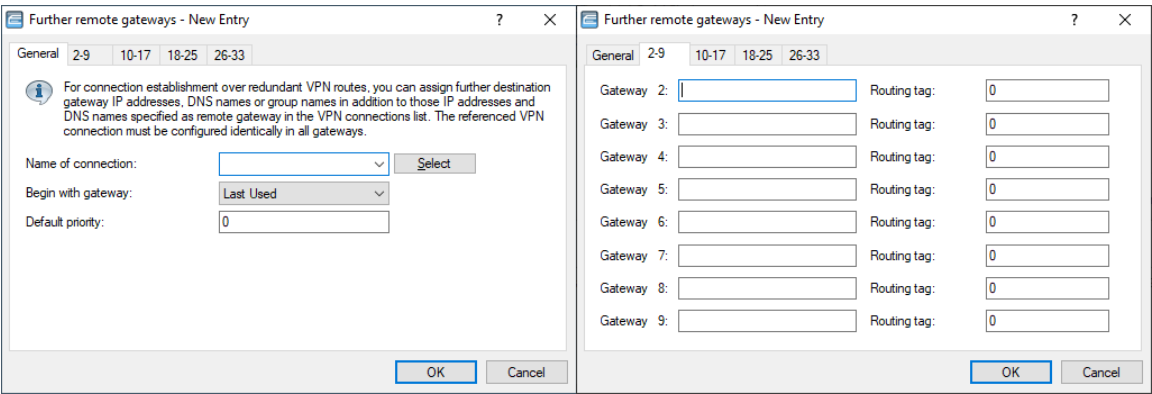 Further remote gateways - New Entry
?
General 2-9 10-17 18-25 26-33
For connection establishment over redundant VPN routes, you can assign further destination
gateway IP addresses, DNS names or group names in addition to those IP addresses and
DNS names specified as remote gateway in the VPN connections list. The referenced VPN
connection must be configured identically in all gateways.
Name of connection: Select
Begin with gateway: Last Used
Default priority: 0
OK Cancel
Further remote gateways - New Entry
?
General 2-9 10-17 18-25 26-33
Gateway 2: Routing tag: 0
Gateway 3: Routing tag: 0
Gateway 4: Routing tag: 0
Gateway 5: Routing tag: 0
Gateway 6: Routing tag: 0
Gateway 7: Routing tag: 0
Gateway 8: Routing tag: 0
Gateway 9: Routing tag: 0
OK Cancel